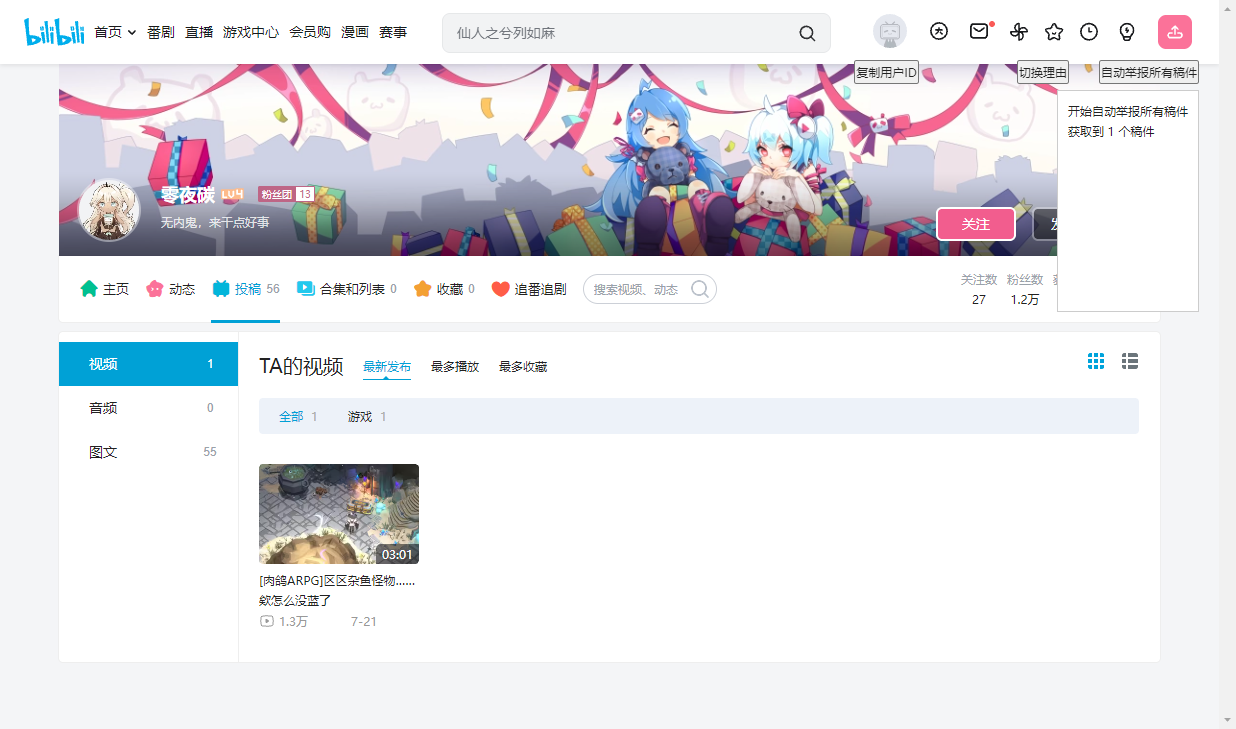 bilibili 首页 番剧 直播 游戏中心 会员购 漫画 赛事 仙人之兮列如麻
复制用户ID 切换理由 自动举报所有稿件
开始自动举报所有稿件
获取到 1 个稿件
零夜碳 LV4 粉丝团 13
无内鬼，来干点好事
关注
主页 动态 投稿 56 合集和列表 0 收藏 0 追番追剧 搜索视频、动态
关注数 粉丝数
27 1.2万
视频 1
音频 0
图文 55
TA的视频 最新发布 最多播放 最多收藏
全部 1 游戏 1
03:01
[肉鸽ARPG]区区杂鱼怪物......
欸怎么没蓝了
1.3万 7-21